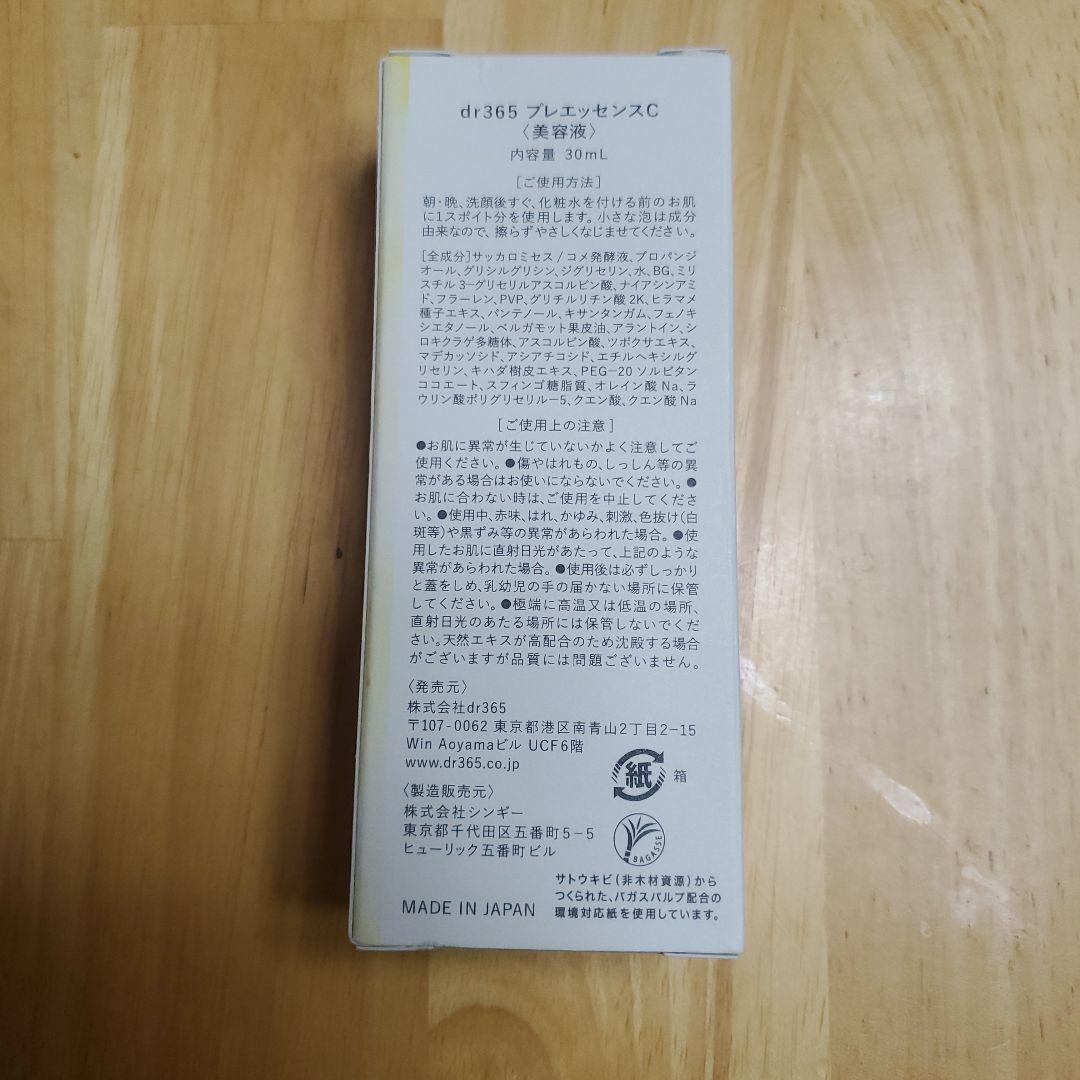 dr365 プレエッセンスC
〈美容液〉
内容量 30mL
[ご使用方法]
朝・晩、洗顔後すぐ、化粧水を付ける前のお肌
に1スポイト分を使用します。小さな泡は成分
由来なので、擦らずやさしくなじませてください。
[全成分]サッカロミセス/コメ発酵液、プロパンジ
オール、グリシルグリシン、ジグリセリン、水、BG、ミリ
スチル3-グリセリルアスコルビン酸、ナイアシンアミ
ド、フラーレン、PVP、グリチルリチン酸2K、ヒラマメ
種子エキス、パンテノール、キサンタンガム、フェノキ
シエタノール、ベルガモット果皮油、アラントイン、シ
ロキクラゲ多糖体、アスコルビン酸、ツボクサエキス、
マデカッソシド、アシアチコシド、エチルヘキシルグ
リセリン、キハダ樹皮エキス、PEG-20 ソルビタン
ココエート、スフィンゴ糖脂質、オレイン酸Na、ラ
ウリン酸ポリグリセリル-5、クエン酸、クエン酸Na
[ご使用上の注意]
●お肌に異常が生じていないかよく注意してご
使用ください。●傷やはれもの、しっしん等の異
常がある場合はお使いにならないでください。●
お肌に合わない時は、ご使用を中止してくださ
い。●使用中、赤味、はれ、かゆみ、刺激、色抜け(白
斑等)や黒ずみ等の異常があらわれた場合。●使
用したお肌に直射日光があたって、上記のような
異常があらわれた場合。●使用後は必ずしっかり
と蓋をしめ、乳幼児の手の届かない場所に保管
してください。●極端に高温又は低温の場所、
直射日光のあたる場所には保管しないでくだ
さい。天然エキスが高配合のため沈殿する場合
がございますが品質には問題ございません。
〈発売元〉
株式会社dr365
〒107-0062 東京都港区南青山2丁目2-15
Win Aoyamaビル UCF6階
www.dr365.co.jp
紙 箱
〈製造販売元〉
株式会社シンギー
東京都千代田区五番町5-5
ヒューリック五番町ビル
BAGASSE
サトウキビ(非木材資源)から
つくられた、バガスパルプ配合の
環境対応紙を使用しています。
MADE IN JAPAN